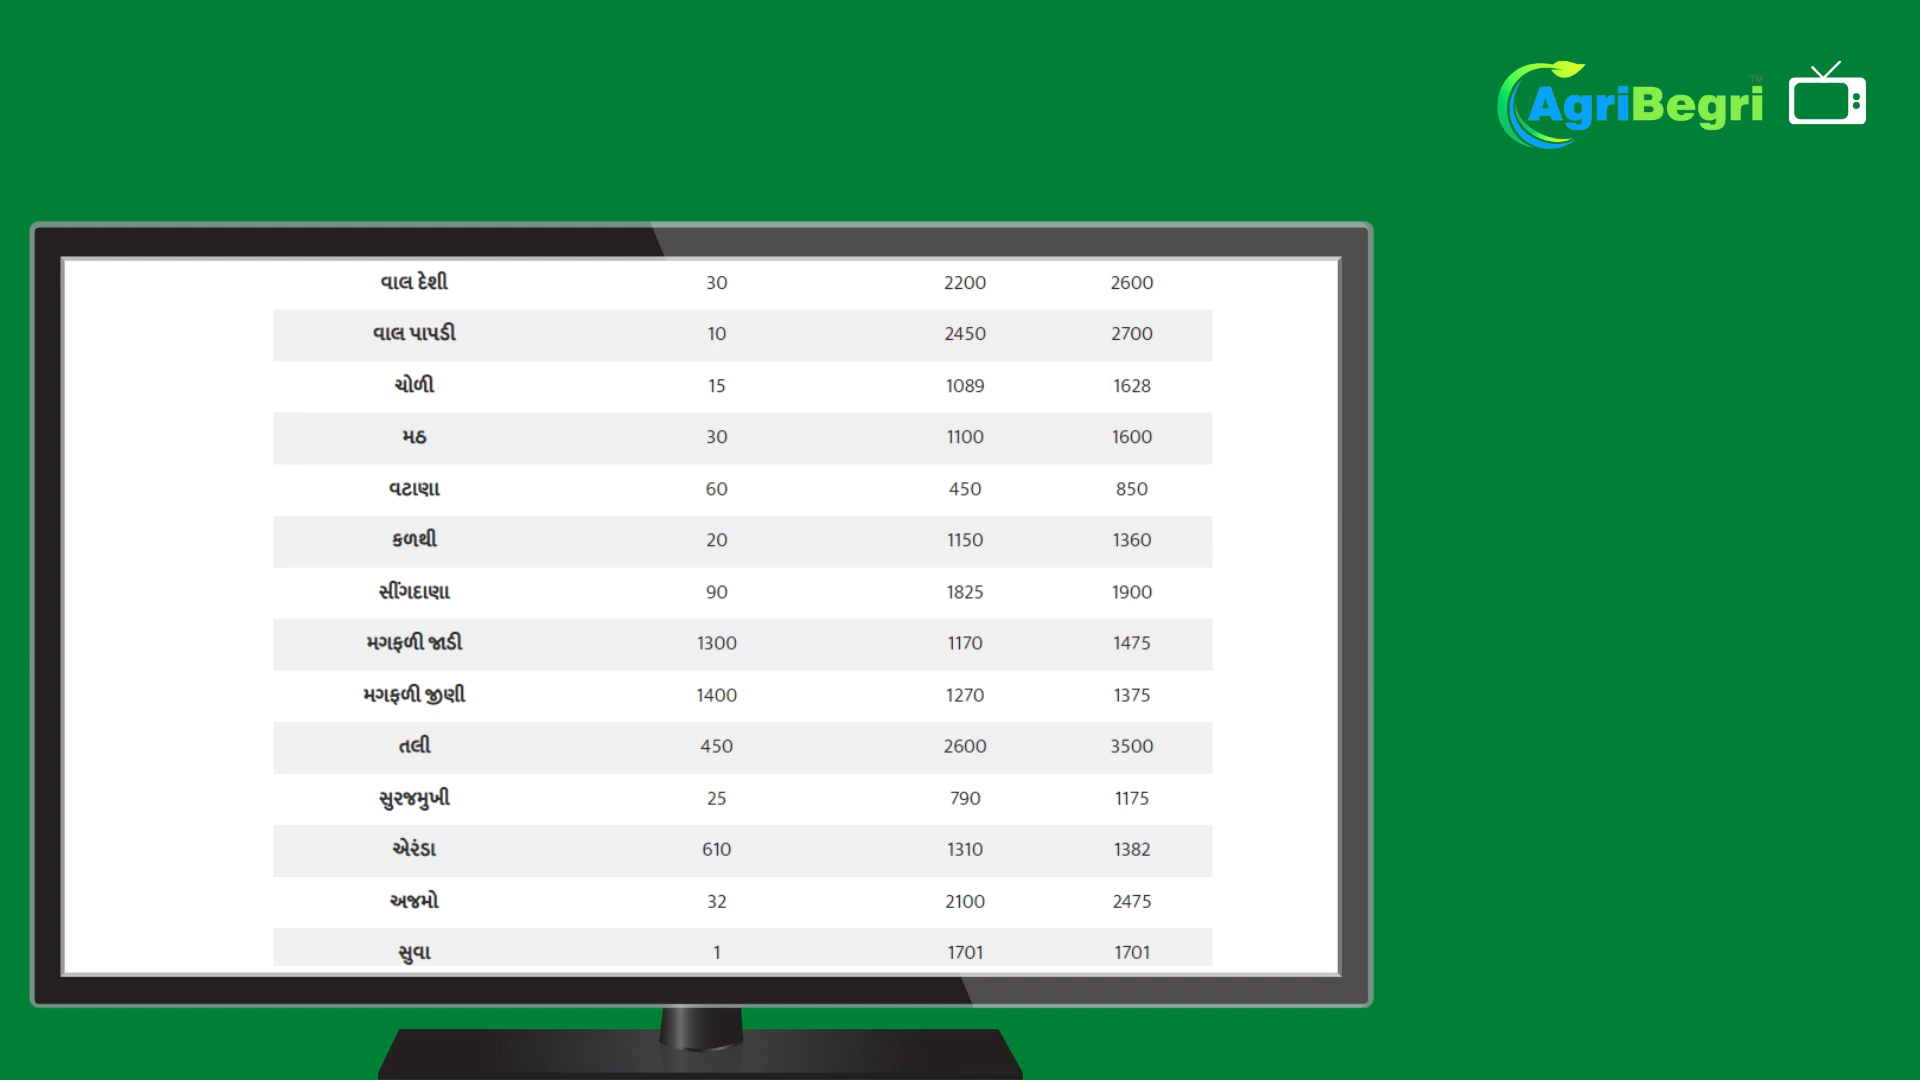 AgriBegri™
વાલ દેશી 30 2200 2600
વાલ પાપડી 10 2450 2700
ચોળી 15 1089 1628
મઠ 30 1100 1600
વટાણા 60 450 850
કળથી 20 1150 1360
સીંગદાણા 90 1825 1900
મગફળી જાડી 1300 1170 1475
મગફળી જીણી 1400 1270 1375
તલી 450 2600 3500
સુરજમુખી 25 790 1175
એરંડા 610 1310 1382
અજમો 32 2100 2475
સુવા 1 1701 1701